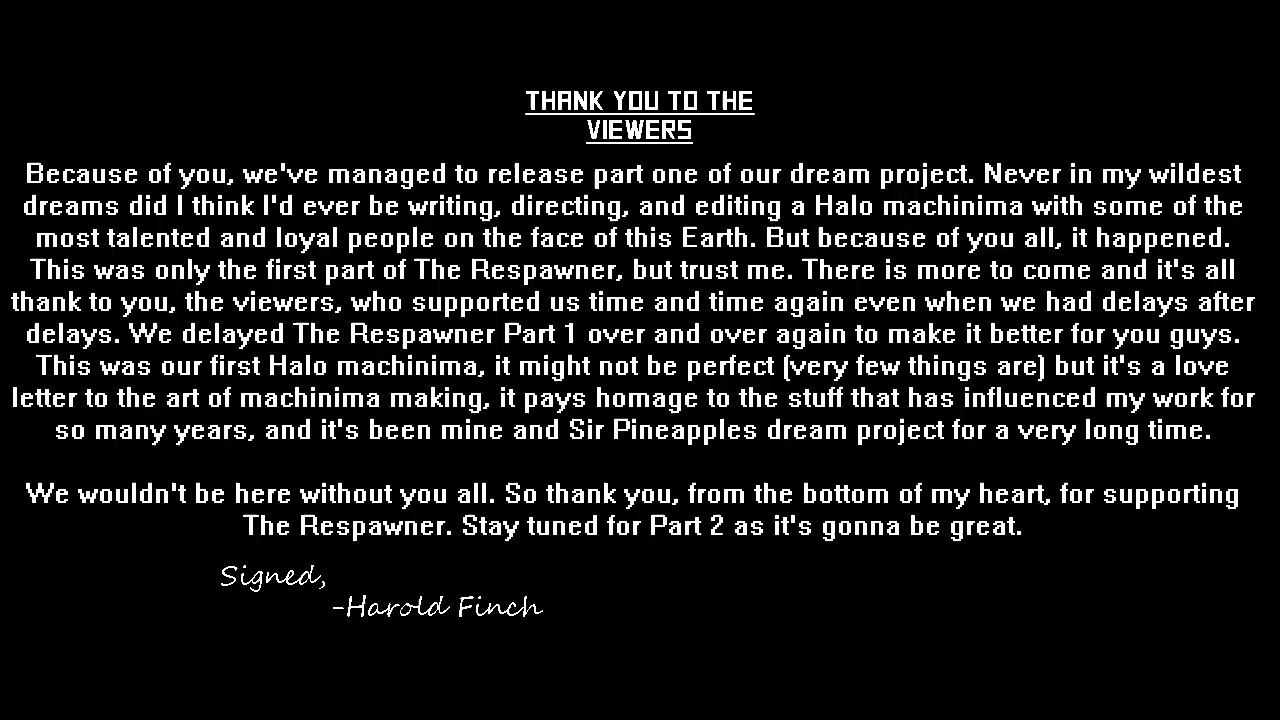 THANK YOU TO THE
VIEWERS
Because of you, we've managed to release part one of our dream project. Never in my wildest
dreams did I think I'd ever be writing, directing, and editing a Halo machinima with some of the
most talented and loyal people on the face of this Earth. But because of you all, it happened.
This was only the first part of The Respawner, but trust me. There is more to come and it's all
thank to you, the viewers, who supported us time and time again even when we had delays after
delays. We delayed The Respawner Part 1 over and over again to make it better for you guys.
This was our first Halo machinima, it might not be perfect (very few things are) but it's a love
letter to the art of machinima making, it pays homage to the stuff that has influenced my work for
so many years, and it's been mine and Sir Pineapples dream project for a very long time.
We wouldn't be here without you all. So thank you, from the bottom of my heart, for supporting
The Respawner. Stay tuned for Part 2 as it's gonna be great.
Signed,
-Harold Finch